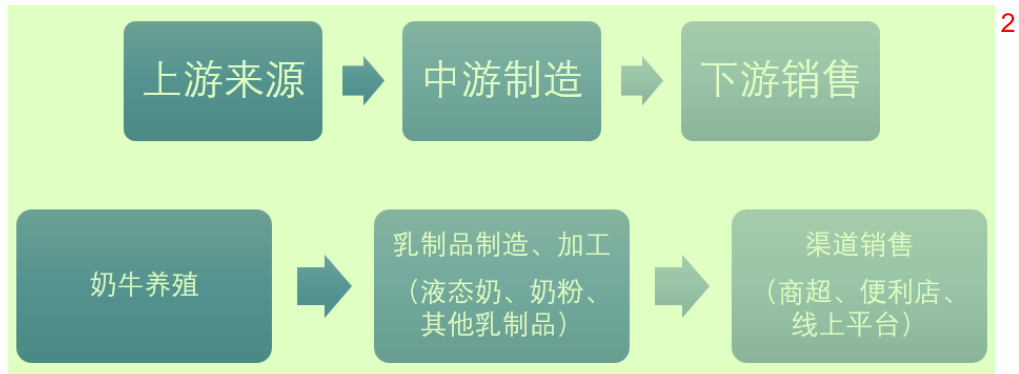 上游来源
中游制造
下游销售
2
奶牛养殖
乳制品制造、加工
（液态奶、奶粉、
其他乳制品）
渠道销售
（商超、便利店、
线上平台）